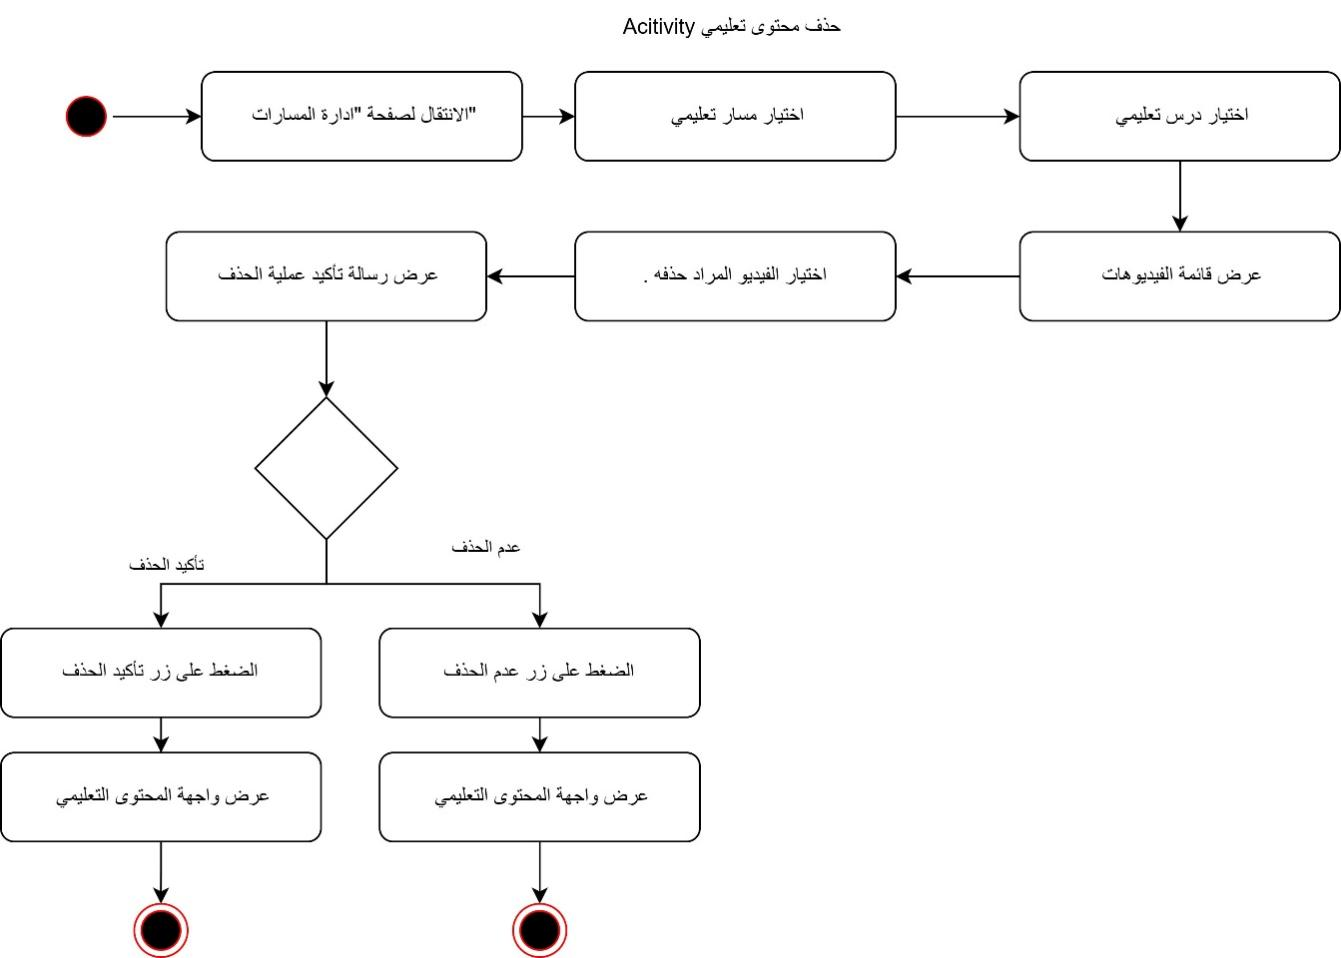 حذف محتوى تعليمي Acitivity
الانتقال لصفحة "ادارة المسارات"
اختيار مسار تعليمي
اختيار درس تعليمي
عرض قائمة الفيديوهات
اختيار الفيديو المراد حذفه .
عرض رسالة تأكيد عملية الحذف
عدم الحذف
تأكيد الحذف
الضغط على زر عدم الحذف
الضغط على زر تأكيد الحذف
عرض واجهة المحتوى التعليمي
عرض واجهة المحتوى التعليمي